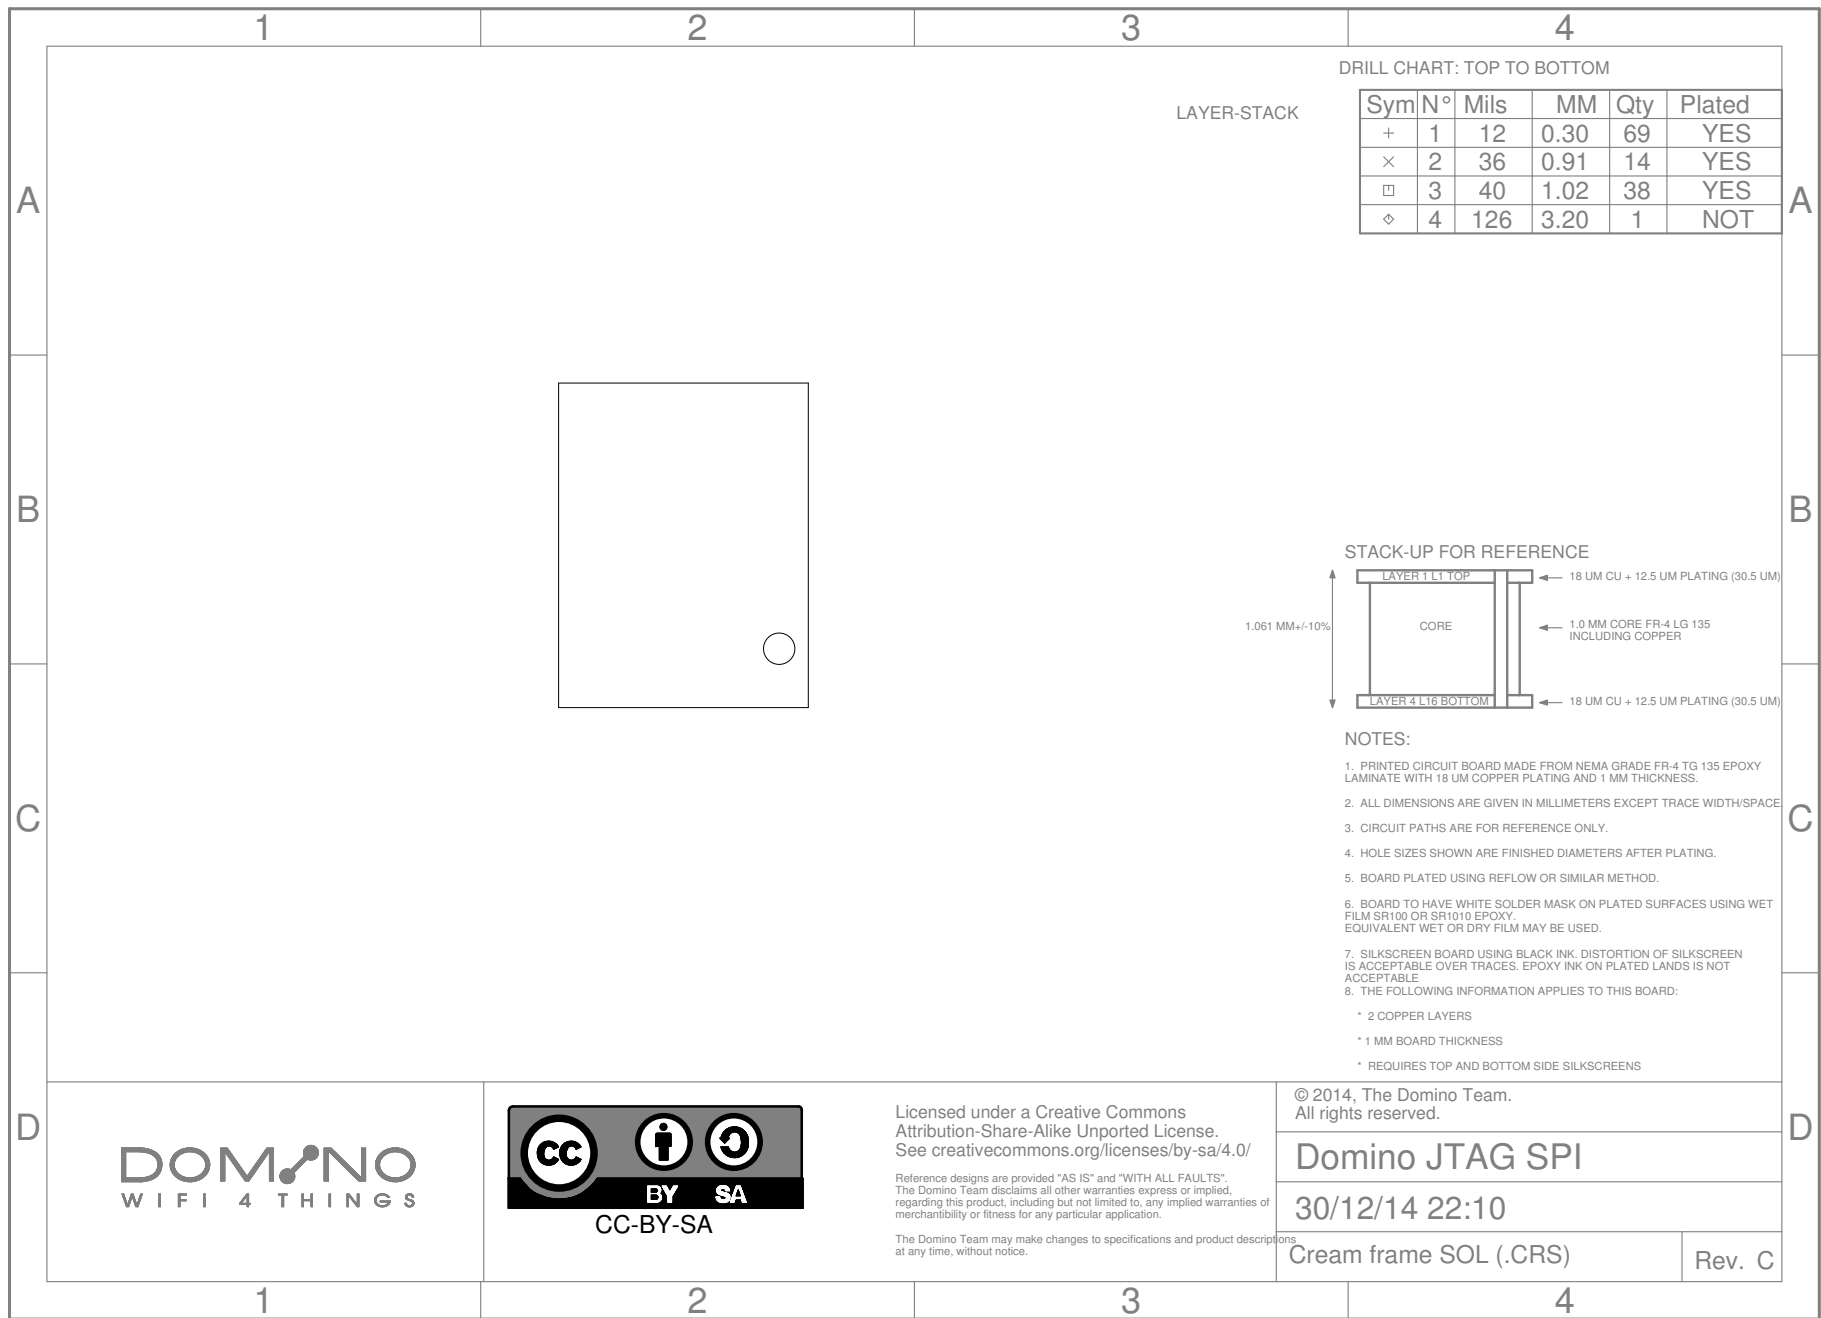 1 2 3 4
DRILL CHART: TOP TO BOTTOM
LAYER-STACK
Sym N° Mils MM Qty Plated
+ 1 12 0.30 69 YES
× 2 36 0.91 14 YES
3 40 1.02 38 YES
4 126 3.20 1 NOT
A A
B B
STACK-UP FOR REFERENCE
LAYER 1 L1 TOP
18 UM CU + 12.5 UM PLATING (30.5 UM)
1.061 MM+/-10%
CORE
1.0 MM CORE FR-4 LG 135
INCLUDING COPPER
LAYER 4 L16 BOTTOM
18 UM CU + 12.5 UM PLATING (30.5 UM)
NOTES:
1. PRINTED CIRCUIT BOARD MADE FROM NEMA GRADE FR-4 TG 135 EPOXY
LAMINATE WITH 18 UM COPPER PLATING AND 1 MM THICKNESS.
2. ALL DIMENSIONS ARE GIVEN IN MILLIMETERS EXCEPT TRACE WIDTH/SPACE
C C
3. CIRCUIT PATHS ARE FOR REFERENCE ONLY.
4. HOLE SIZES SHOWN ARE FINISHED DIAMETERS AFTER PLATING.
5. BOARD PLATED USING REFLOW OR SIMILAR METHOD.
6. BOARD TO HAVE WHITE SOLDER MASK ON PLATED SURFACES USING WET
FILM SR100 OR SR1010 EPOXY.
EQUIVALENT WET OR DRY FILM MAY BE USED.
7. SILKSCREEN BOARD USING BLACK INK. DISTORTION OF SILKSCREEN
IS ACCEPTABLE OVER TRACES. EPOXY INK ON PLATED LANDS IS NOT
ACCEPTABLE
8. THE FOLLOWING INFORMATION APPLIES TO THIS BOARD:
* 2 COPPER LAYERS
* 1 MM BOARD THICKNESS
* REQUIRES TOP AND BOTTOM SIDE SILKSCREENS
D D
DOMINO
WIFI 4 THINGS
cc
BY SA
CC-BY-SA
Licensed under a Creative Commons
Attribution-Share-Alike Unported License.
See creativecommons.org/licenses/by-sa/4.0/
Reference designs are provided "AS IS" and "WITH ALL FAULTS".
The Domino Team disclaims all other warranties express or implied,
regarding this product, including but not limited to, any implied warranties of
merchantibility or fitness for any particular application.
The Domino Team may make changes to specifications and product descriptions
at any time, without notice.
© 2014, The Domino Team.
All rights reserved.
Domino JTAG SPI
30/12/14 22:10
Cream frame SOL (.CRS)
Rev. C
1 2 3 4